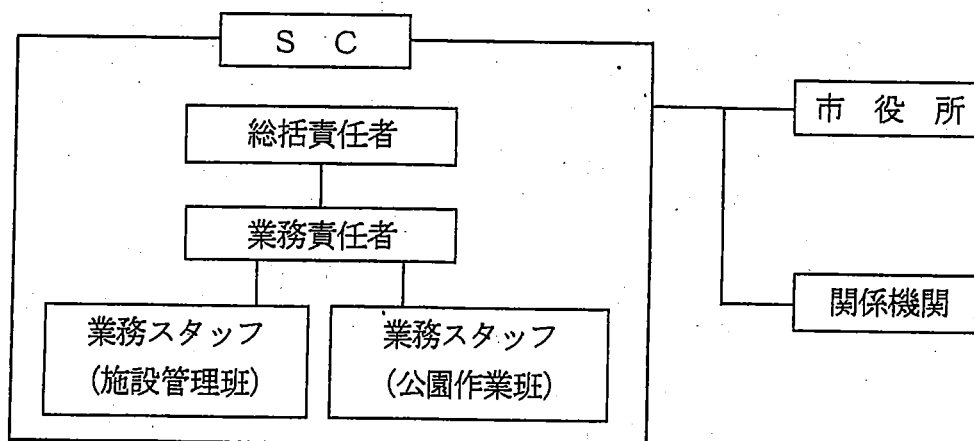 S C
総括責任者
業務責任者
業務スタッフ
(施設管理班)
業務スタッフ
(公園作業班)
市 役 所
関係機関